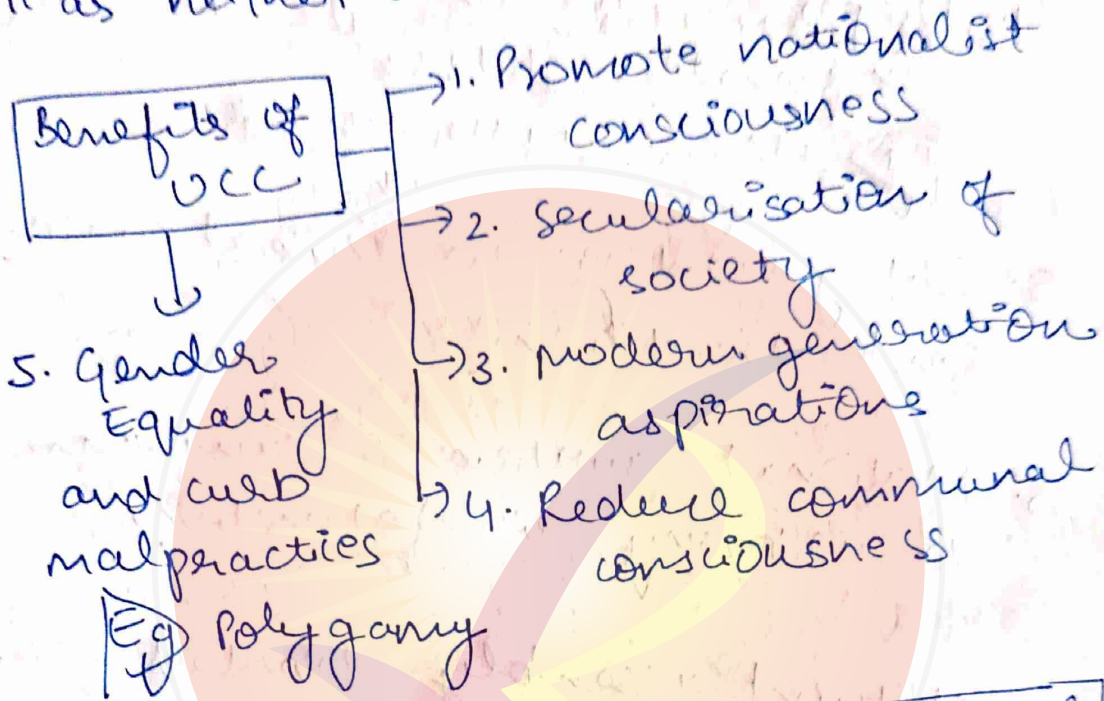 as
Benefits of
UCC
→1. Promote nationalist
consciousness
→2. Secularisation of
society
→3. modern generation
aspirations
→4. Reduce communal
consciousness
5. Gender
Equality
and curb
malpracties
Eg Polygamy